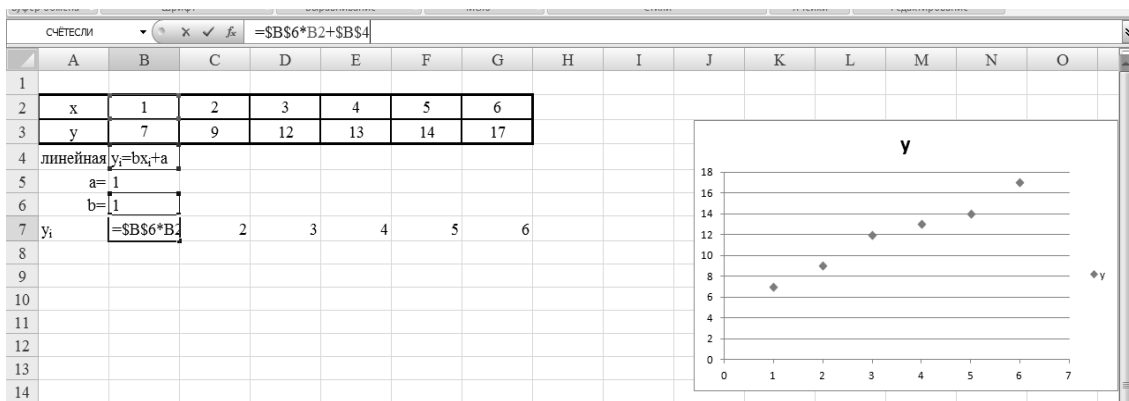 СЧЁТЕСЛИ =$B$6*B2+$B$4
A B C D E F G H I J K L M N O
1
2 x 1 2 3 4 5 6
3 y 7 9 12 13 14 17
4 линейная yᵢ=bxᵢ+a
5 a= 1
6 b= 1
7 yᵢ =$B$6*B2 2 3 4 5 6
8
9
10
11
12
13
14
y
18
16
14
12
10
8
6
4
2
0
0 1 2 3 4 5 6 7
y